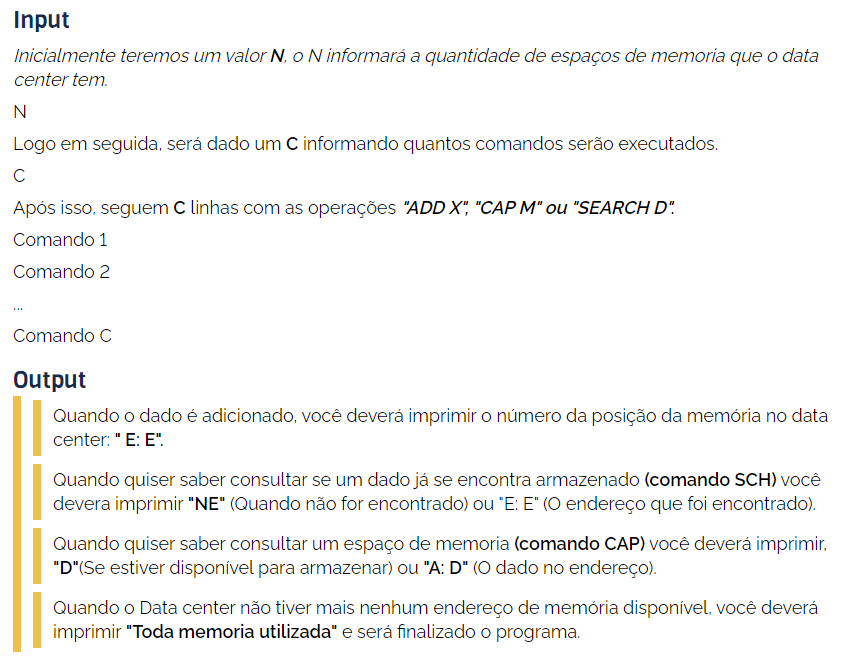 Input
Inicialmente teremos um valor N, o N informará a quantidade de espaços de memoria que o data
center tem.
N
Logo em seguida, será dado um C informando quantos comandos serão executados.
C
Após isso, seguem C linhas com as operações "ADD X", "CAP M" ou "SEARCH D".
Comando 1
Comando 2
...
Comando C
Output
Quando o dado é adicionado, você deverá imprimir o número da posição da memória no data
center: " E: E".
Quando quiser saber consultar se um dado já se encontra armazenado (comando SCH) você
devera imprimir "NE" (Quando não for encontrado) ou "E: E" (O endereço que foi encontrado).
Quando quiser saber consultar um espaço de memoria (comando CAP) você deverá imprimir,
"D"(Se estiver disponível para armazenar) ou "A: D" (O dado no endereço).
Quando o Data center não tiver mais nenhum endereço de memória disponível, você deverá
imprimir "Toda memoria utilizada" e será finalizado o programa.